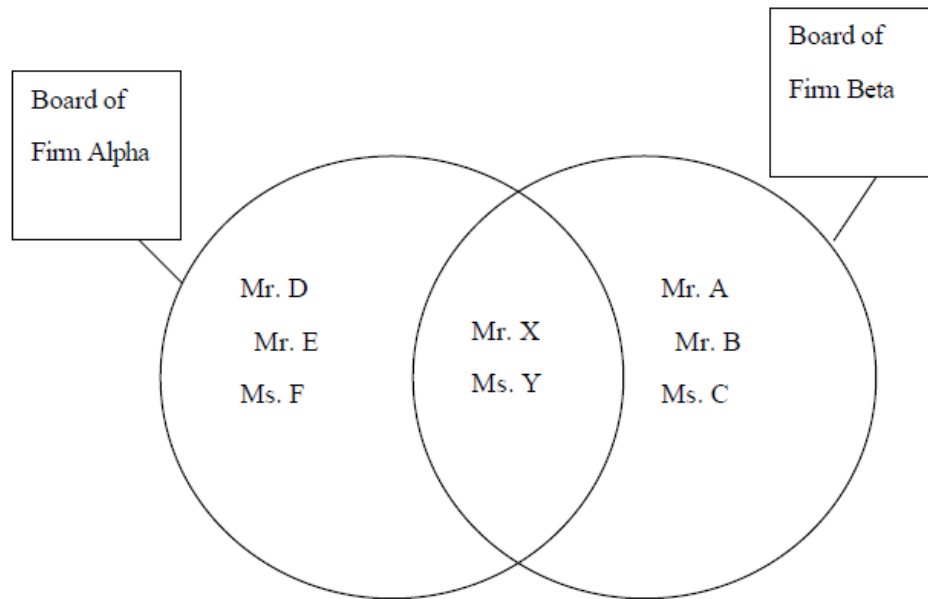 Board of
Firm Beta
Board of
Firm Alpha
Mr. D
Mr. E
Ms. F
Mr. X
Ms. Y
Mr. A
Mr. B
Ms. C